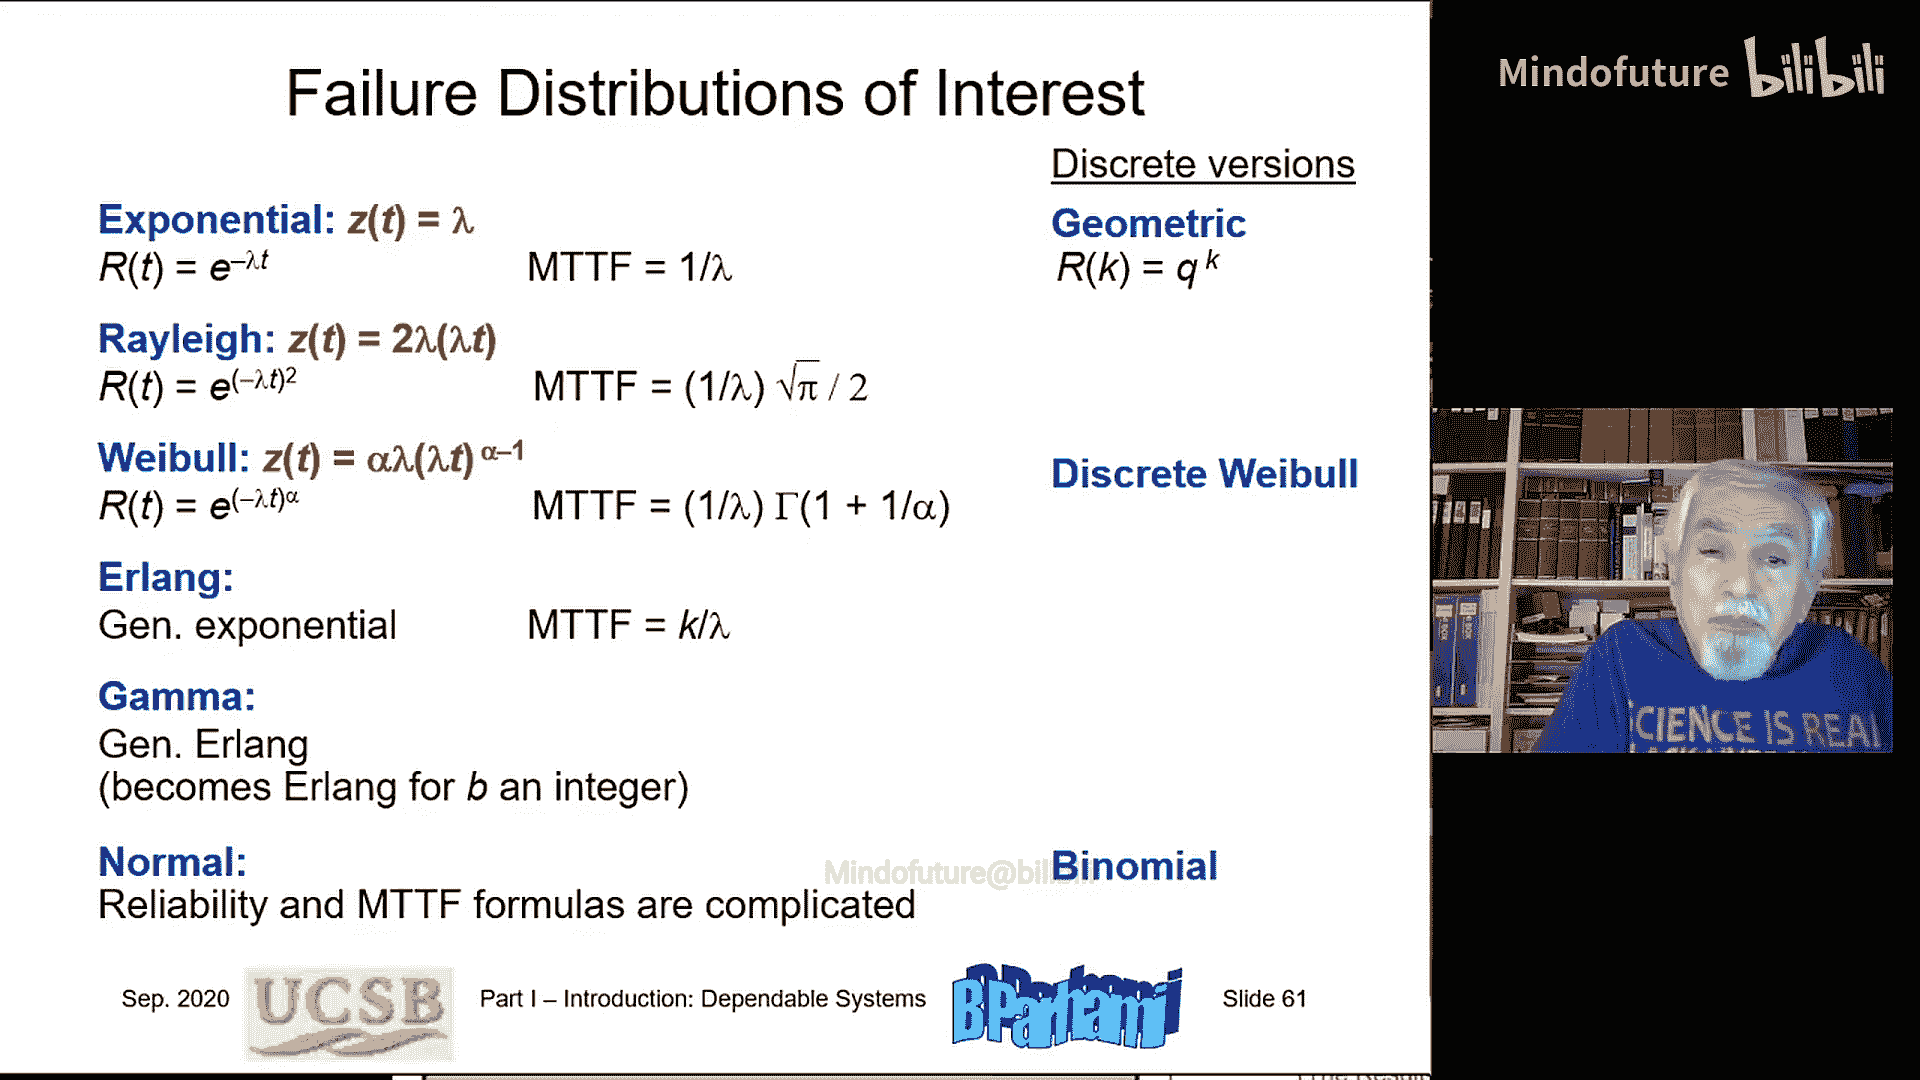 Failure Distributions of Interest
Discrete versions
Exponential: z(t) = λ
R(t) = e^–λt MTTF = 1/λ
Geometric
R(k) = q^k
Rayleigh: z(t) = 2λ(λt)
R(t) = e^(–λt)2 MTTF = (1/λ) √π / 2
Weibull: z(t) = αλ(λt)^α–1
R(t) = e^(–λt)α MTTF = (1/λ) Γ(1 + 1/α)
Discrete Weibull
Erlang:
Gen. exponential MTTF = k/λ
Gamma:
Gen. Erlang
(becomes Erlang for b an integer)
Normal:
Reliability and MTTF formulas are complicated
Binomial
Mindofuture@bilibili
Sep. 2020 UCSB Part I – Introduction: Dependable Systems B Parhami Slide 61
Mindofuture bilibili
SCIENCE IS REAL